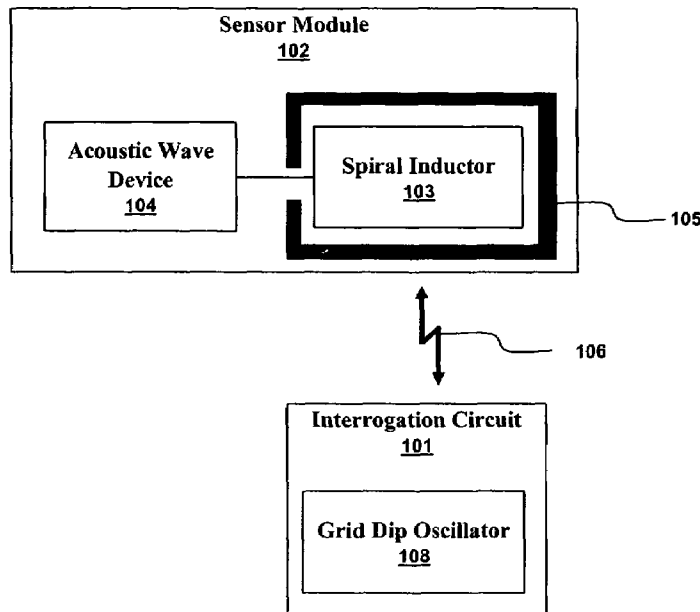 Sensor Module
102
Acoustic Wave
Device
104
Spiral Inductor
103
105
106
Interrogation Circuit
101
Grid Dip Oscillator
108